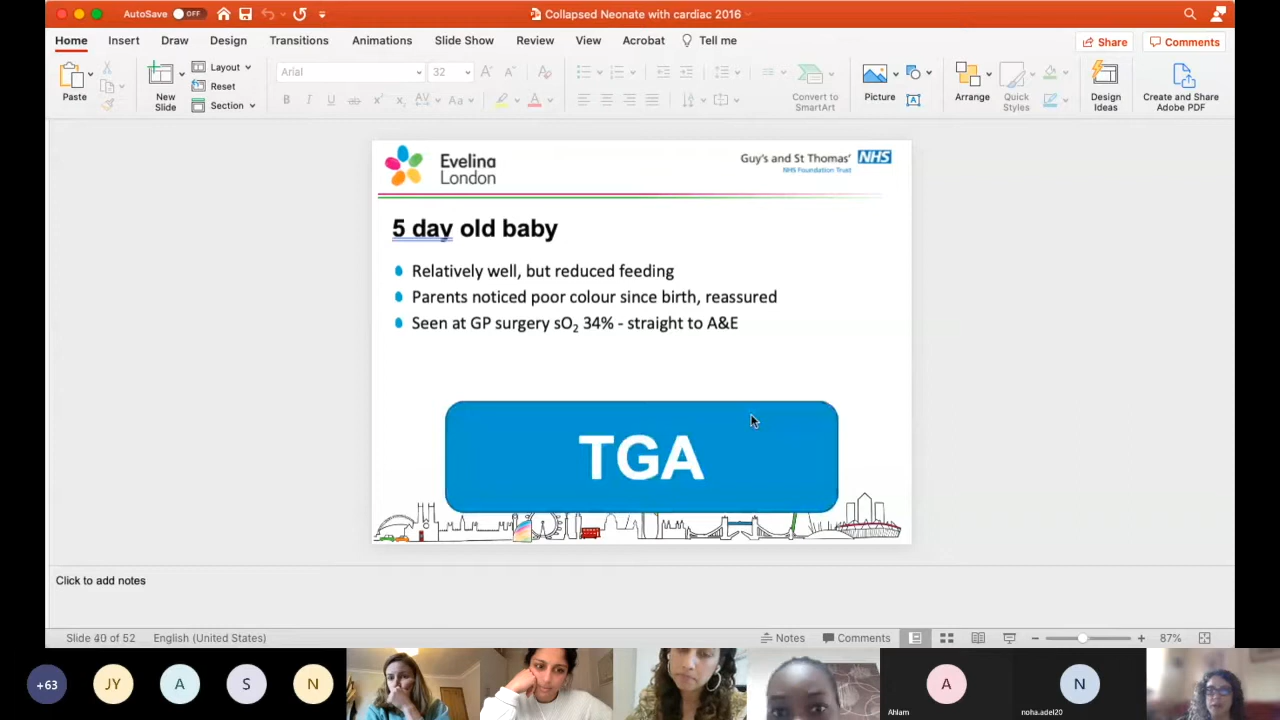 AutoSave OFF
Collapsed Neonate with cardiac 2016
Home Insert Draw Design Transitions Animations Slide Show Review View Acrobat Tell me
Share Comments
Paste
New
Slide
Layout
Reset
Section
Arial 32
B I U ab x² x₂ AV Aa A
Convert to
SmartArt
Picture
Arrange
Quick
Styles
Design
Ideas
Create and Share
Adobe PDF
Evelina
London
Guy's and St Thomas' NHS
NHS Foundation Trust
5 day old baby
Relatively well, but reduced feeding
Parents noticed poor colour since birth, reassured
Seen at GP surgery sO₂ 34% - straight to A&E
TGA
Click to add notes
Slide 40 of 52 English (United States)
Notes Comments 87%
+63 JY A S N A N
Ahlam noha.adel20